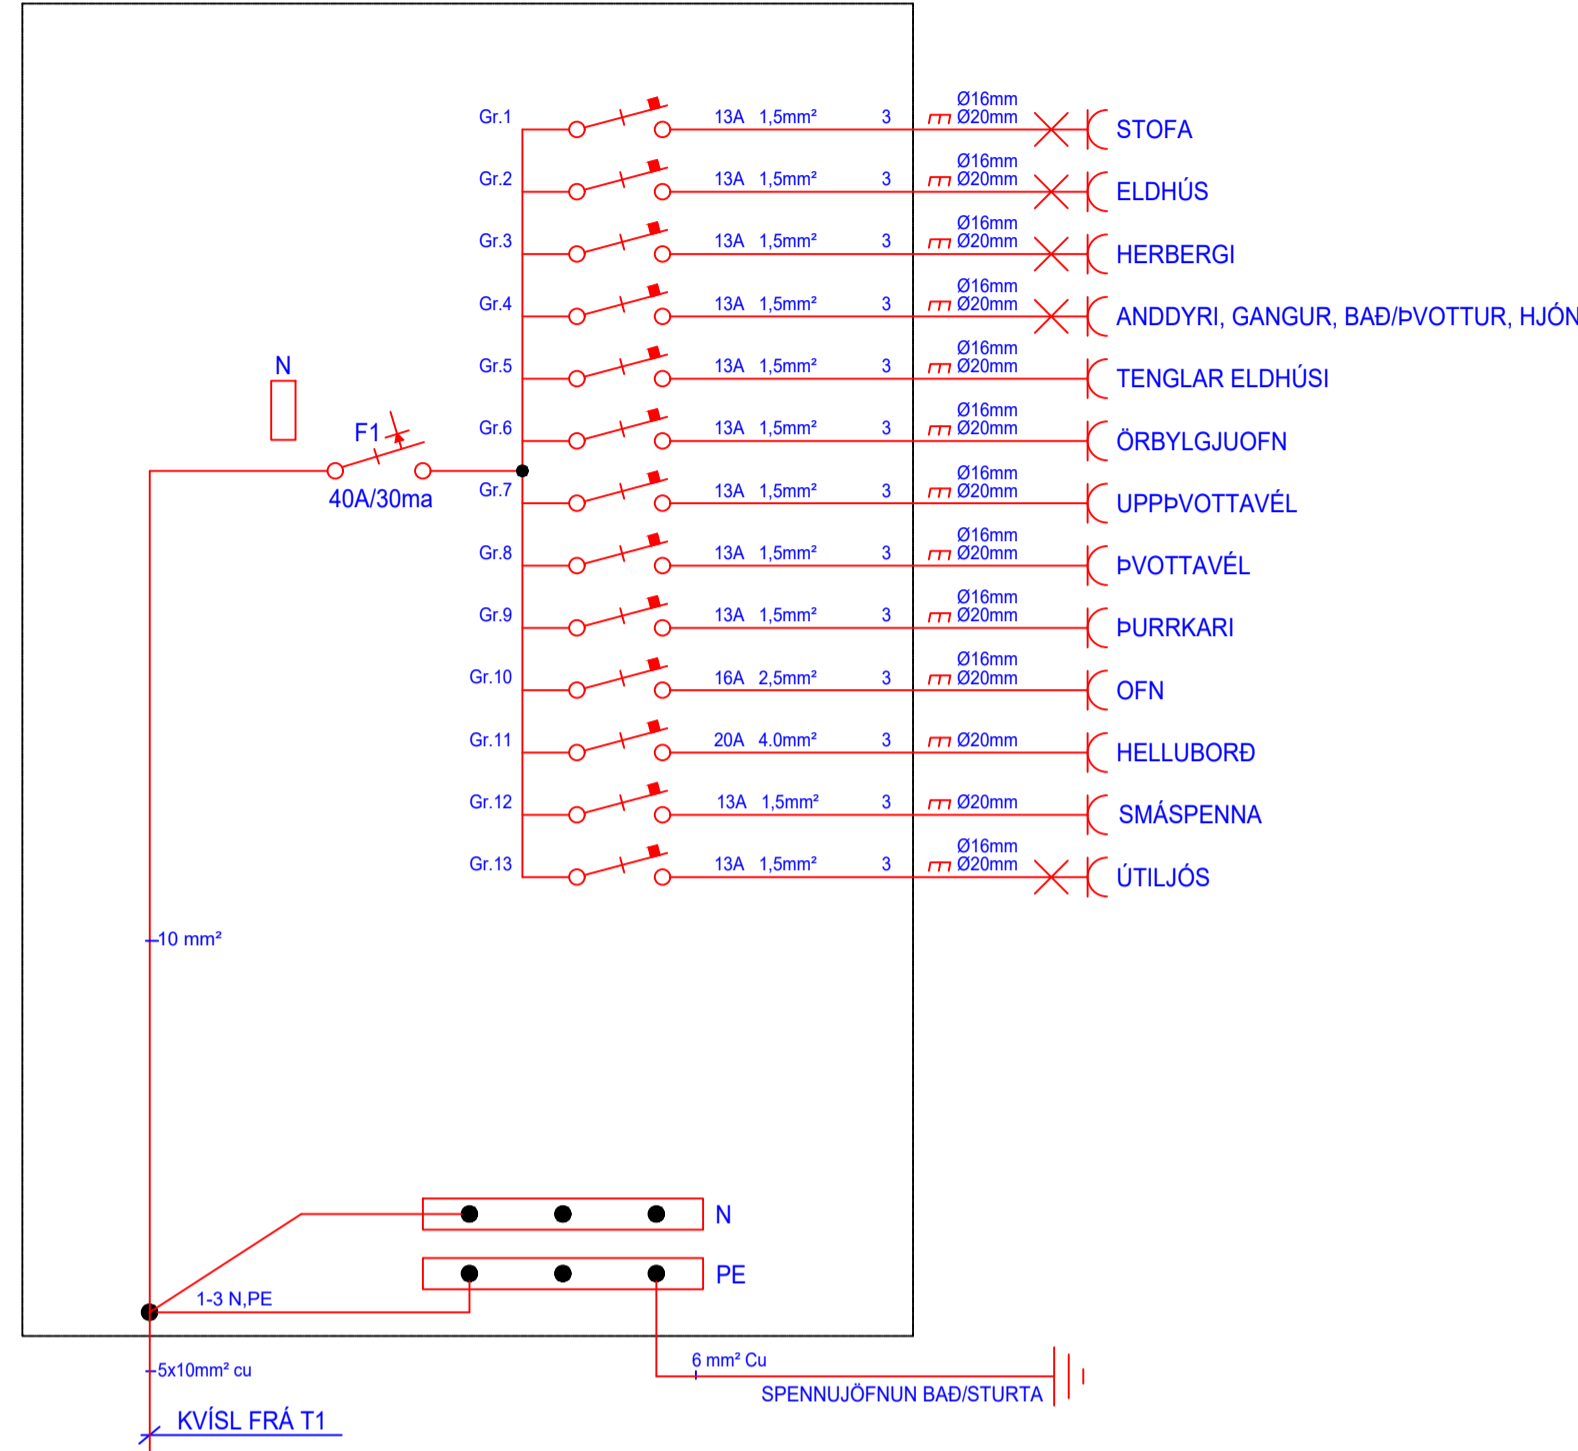 Ø16mm
Gr.1 13A 1,5mm² 3 Ø20mm STOFA
Ø16mm
Gr.2 13A 1,5mm² 3 Ø20mm ELDHÚS
Ø16mm
Gr.3 13A 1,5mm² 3 Ø20mm HERBERGI
Ø16mm
Gr.4 13A 1,5mm² 3 Ø20mm ANDDYRI, GANGUR, BAÐ/ÞVOTTUR, HJÓN
Ø16mm
Gr.5 13A 1,5mm² 3 Ø20mm TENGLAR ELDHÚSI
Ø16mm
Gr.6 13A 1,5mm² 3 Ø20mm ÖRBYLGJUOFN
Ø16mm
Gr.7 13A 1,5mm² 3 Ø20mm UPPÞVOTTAVÉL
Ø16mm
Gr.8 13A 1,5mm² 3 Ø20mm ÞVOTTAVÉL
Ø16mm
Gr.9 13A 1,5mm² 3 Ø20mm ÞURRKARI
Ø16mm
Gr.10 16A 2,5mm² 3 Ø20mm OFN
Gr.11 20A 4.0mm² 3 Ø20mm HELLUBORÐ
Gr.12 13A 1,5mm² 3 Ø20mm SMÁSPENNA
Ø16mm
Gr.13 13A 1,5mm² 3 Ø20mm ÚTILJÓS
N
F1
40A/30ma
10 mm²
N
PE
1-3 N,PE
5x10mm² cu
6 mm² Cu
SPENNUJÖFNUN BAÐ/STURTA
KVÍSL FRÁ T1